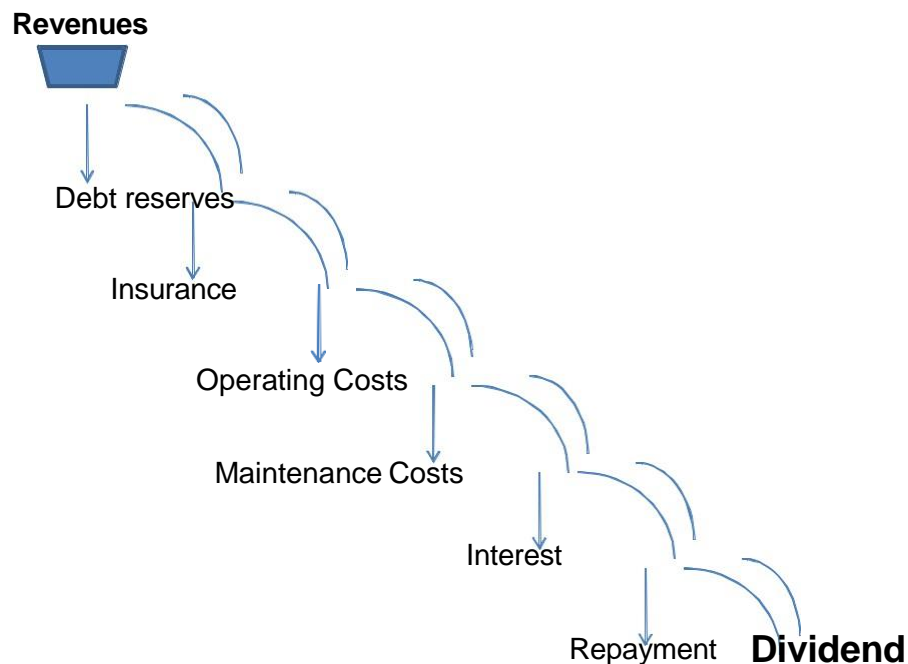 Revenues
Debt reserves
Insurance
Operating Costs
Maintenance Costs
Interest
Repayment
Dividend